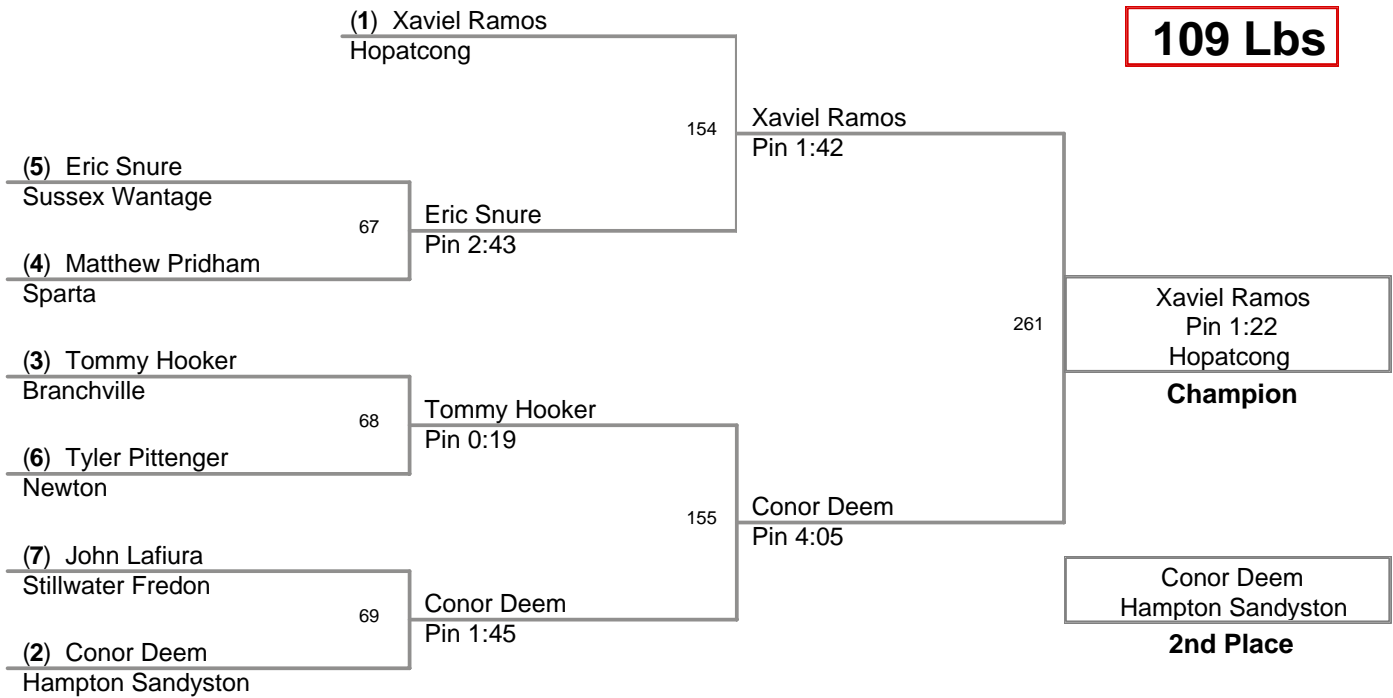 (1) Xaviel Ramos
Hopatcong
109 Lbs
154
Xaviel Ramos
Pin 1:42
(5) Eric Snure
Sussex Wantage
67
Eric Snure
Pin 2:43
(4) Matthew Pridham
Sparta
261
Xaviel Ramos
Pin 1:22
Hopatcong
Champion
(3) Tommy Hooker
Branchville
68
Tommy Hooker
Pin 0:19
(6) Tyler Pittenger
Newton
155
Conor Deem
Pin 4:05
(7) John Lafiura
Stillwater Fredon
69
Conor Deem
Pin 1:45
(2) Conor Deem
Hampton Sandyston
Conor Deem
Hampton Sandyston
2nd Place